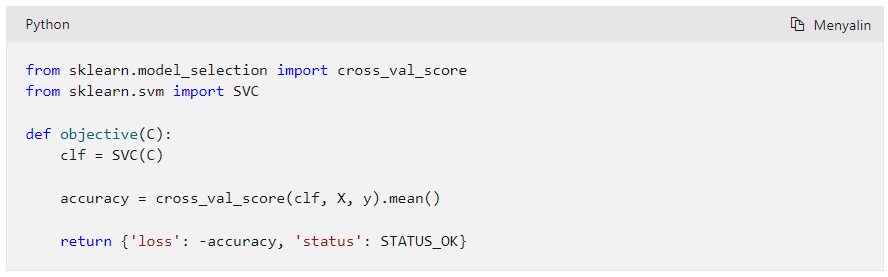 Python
Menyalin
from sklearn.model_selection import cross_val_score
from sklearn.svm import SVC
def objective(C):
    clf = SVC(C)
    accuracy = cross_val_score(clf, X, y).mean()
    return {'loss': -accuracy, 'status': STATUS_OK}